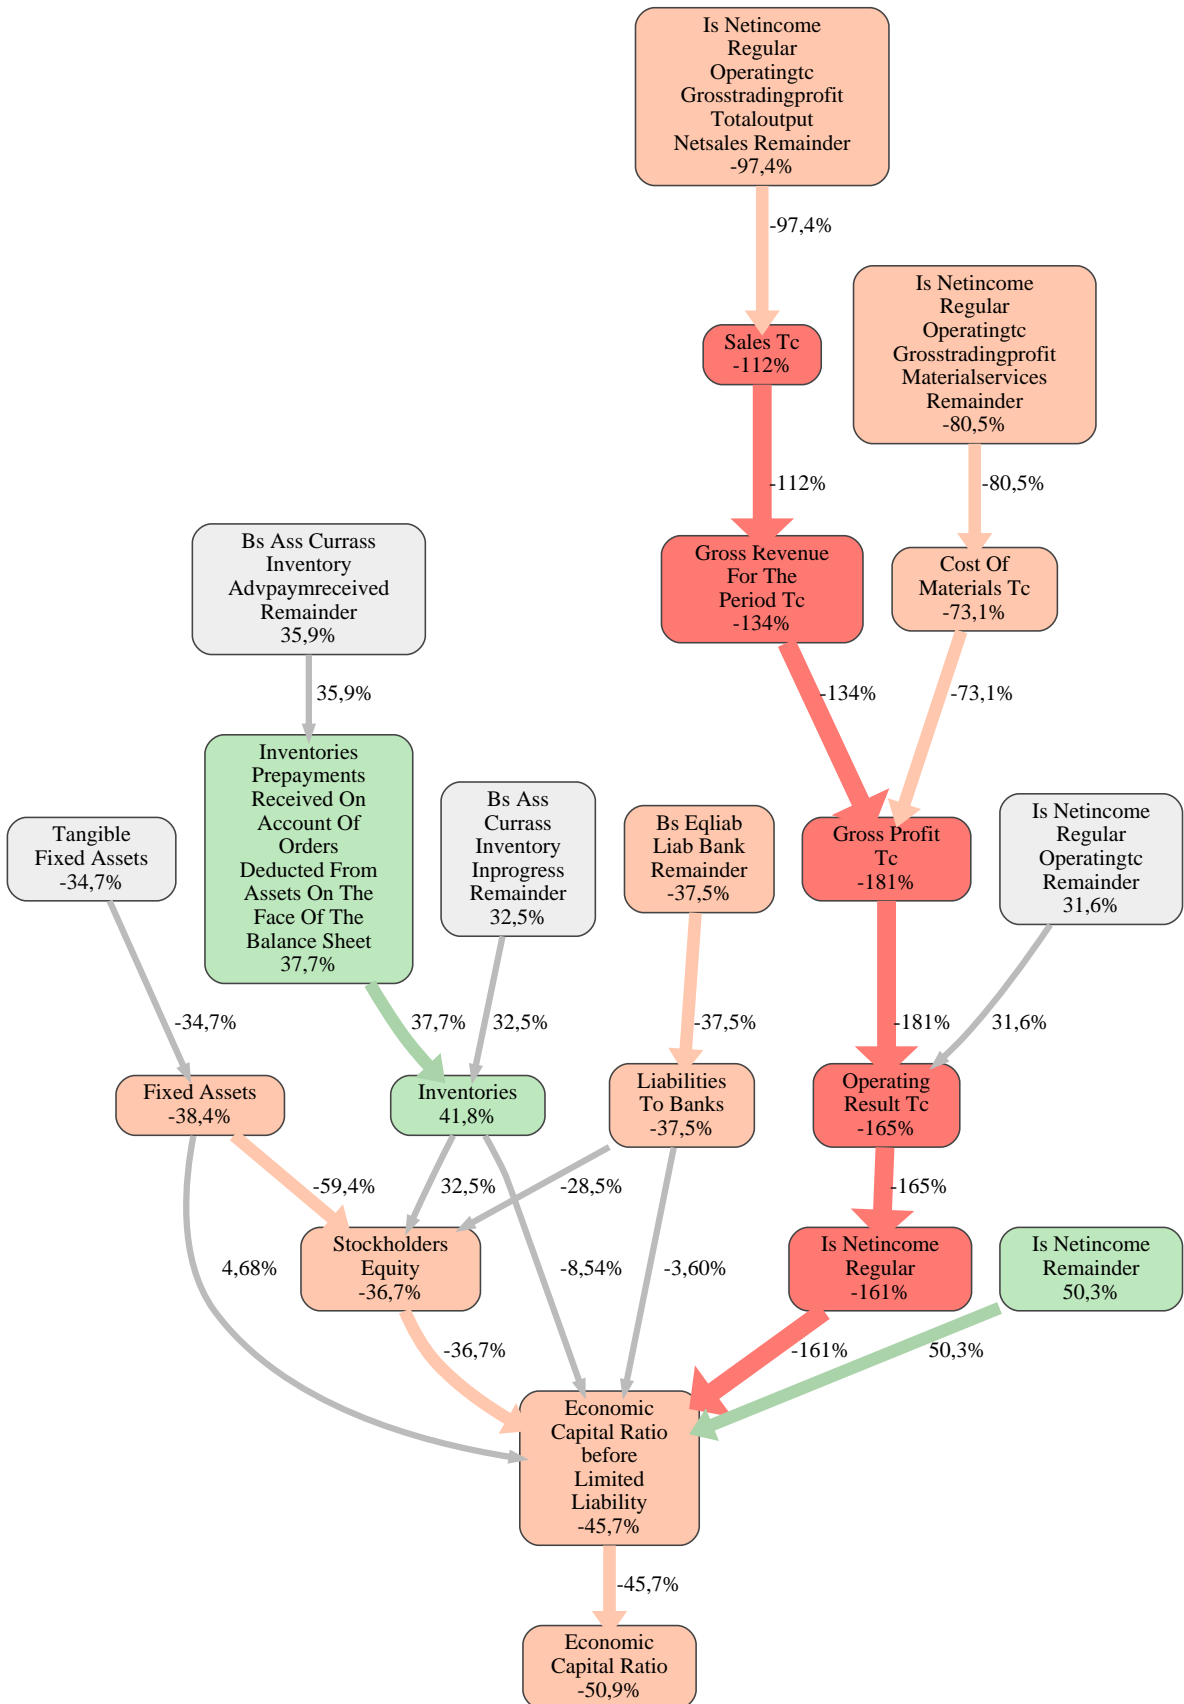 Is Netincome
Regular
Operatingtc
Grosstradingprofit
Totaloutput
Netsales Remainder
-97,4%
-97,4%
Is Netincome
Regular
Operatingtc
Grosstradingprofit
Materialservices
Remainder
-80,5%
Sales Tc
-112%
-112%
-80,5%
Bs Ass Currass
Inventory
Advpaymreceived
Remainder
35,9%
Gross Revenue
For The
Period Tc
-134%
Cost Of
Materials Tc
-73,1%
35,9%
-134%
-73,1%
Inventories
Prepayments
Received On
Account Of
Orders
Deducted From
Assets On The
Face Of The
Balance Sheet
37,7%
Tangible
Fixed Assets
-34,7%
Bs Ass
Currass
Inventory
Inprogress
Remainder
32,5%
Bs Eqliab
Liab Bank
Remainder
-37,5%
Gross Profit
Tc
-181%
Is Netincome
Regular
Operatingtc
Remainder
31,6%
-34,7%
37,7%
32,5%
-37,5%
-181%
31,6%
Fixed Assets
-38,4%
Inventories
41,8%
Liabilities
To Banks
-37,5%
Operating
Result Tc
-165%
-59,4%
32,5%
-28,5%
-165%
Stockholders
Equity
-36,7%
Is Netincome
Regular
-161%
Is Netincome
Remainder
50,3%
4,68%
-8,54%
-3,60%
-36,7%
-161%
50,3%
Economic
Capital Ratio
before
Limited
Liability
-45,7%
-45,7%
Economic
Capital Ratio
-50,9%